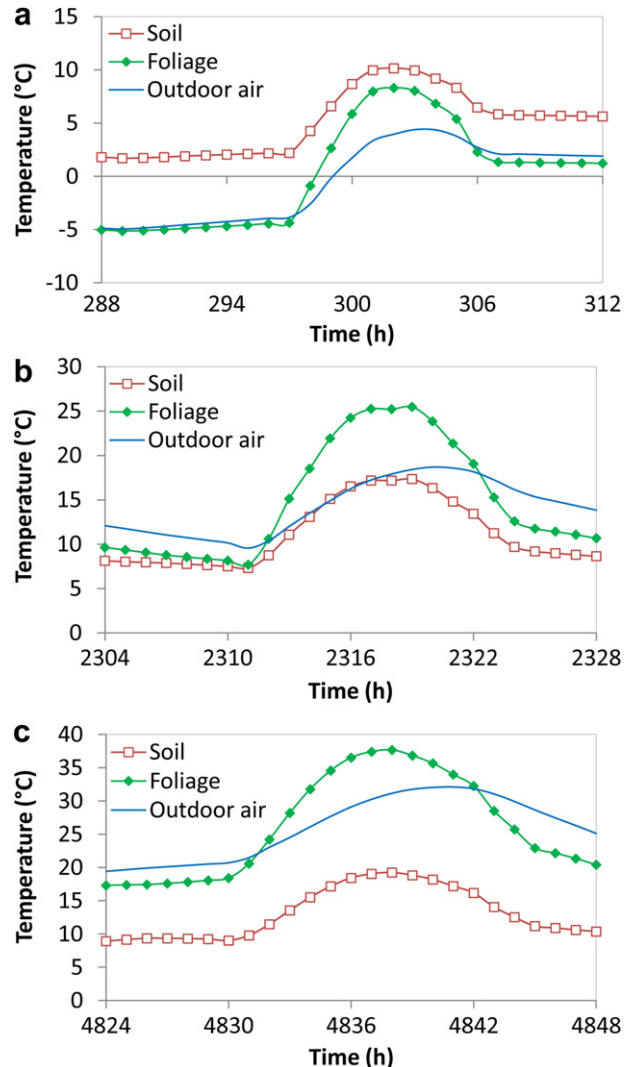 a
Temperature (°C)
15
10
5
0
-5
-10
Soil
Foliage
Outdoor air
288 294 300 306 312
Time (h)
b
Temperature (°C)
30
25
20
15
10
5
0
Soil
Foliage
Outdoor air
2304 2310 2316 2322 2328
Time (h)
c
Temperature (°C)
40
35
30
25
20
15
10
5
0
Soil
Foliage
Outdoor air
4824 4830 4836 4842 4848
Time (h)